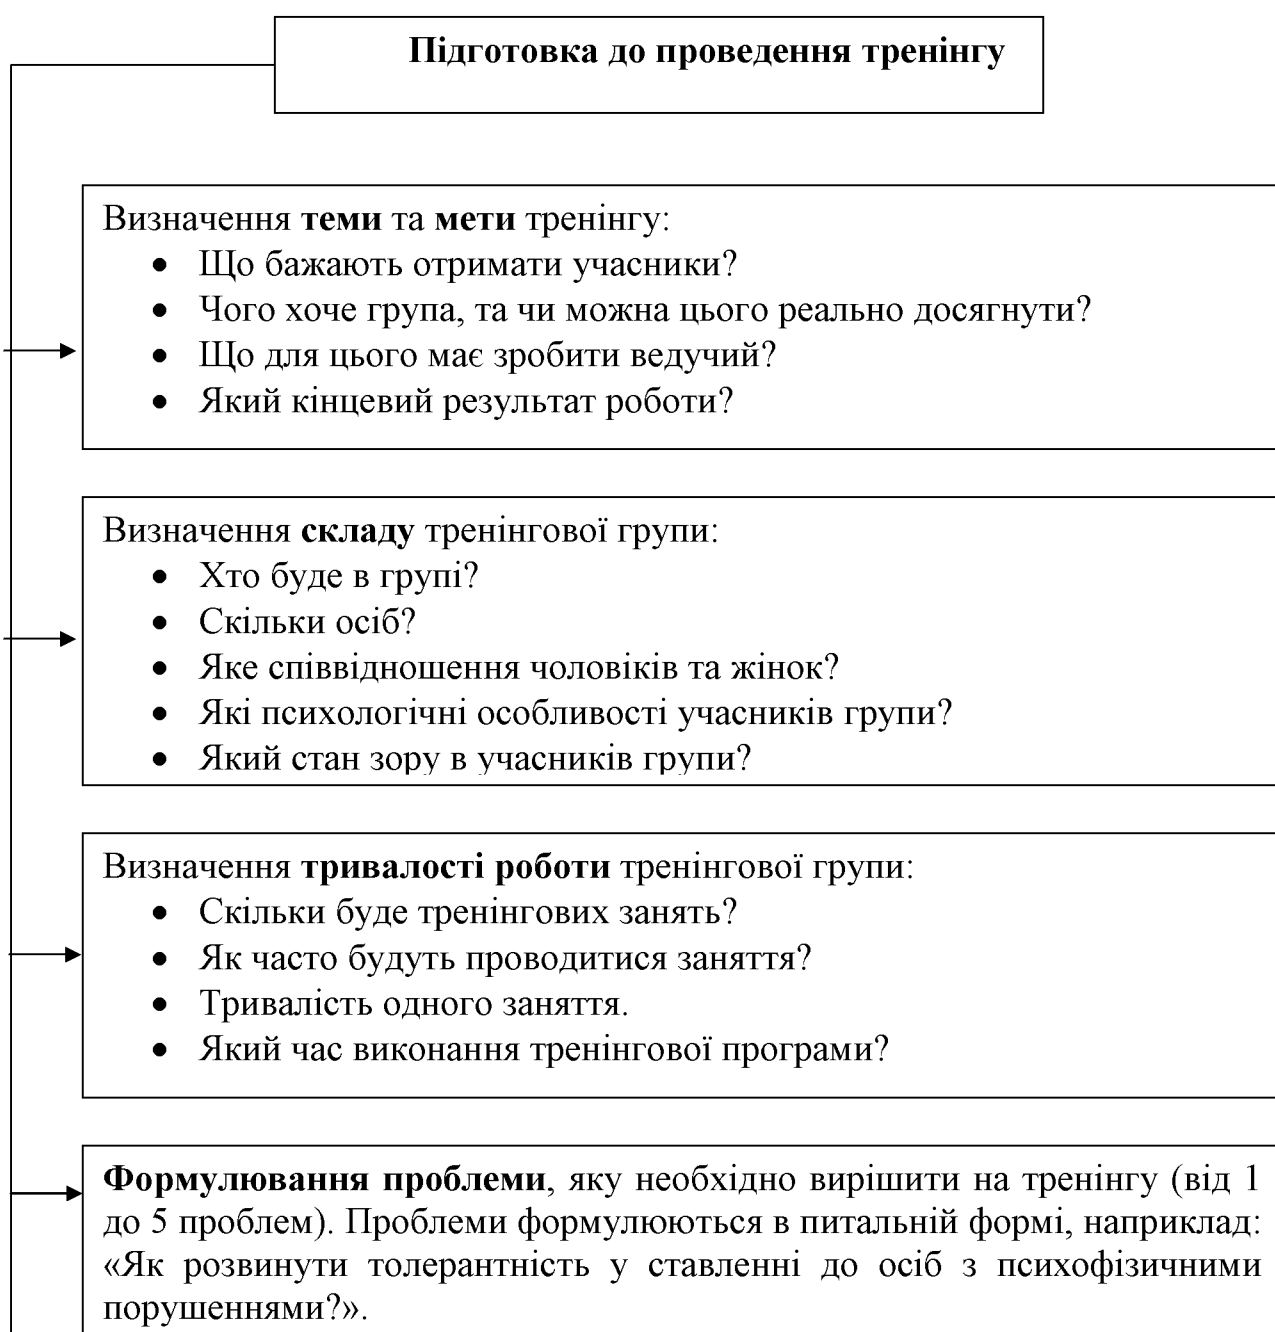 Підготовка до проведення тренінгу
Визначення теми та мети тренінгу:
• Що бажають отримати учасники?
• Чого хоче група, та чи можна цього реально досягнути?
• Що для цього має зробити ведучий?
• Який кінцевий результат роботи?
Визначення складу тренінгової групи:
• Хто буде в групі?
• Скільки осіб?
• Яке співвідношення чоловіків та жінок?
• Які психологічні особливості учасників групи?
• Який стан зору в учасників групи?
Визначення тривалості роботи тренінгової групи:
• Скільки буде тренінгових занять?
• Як часто будуть проводитися заняття?
• Тривалість одного заняття.
• Який час виконання тренінгової програми?
Формулювання проблеми, яку необхідно вирішити на тренінгу (від 1
до 5 проблем). Проблеми формулюються в питальній формі, наприклад:
«Як розвинути толерантність у ставленні до осіб з психофізичними
порушеннями?».